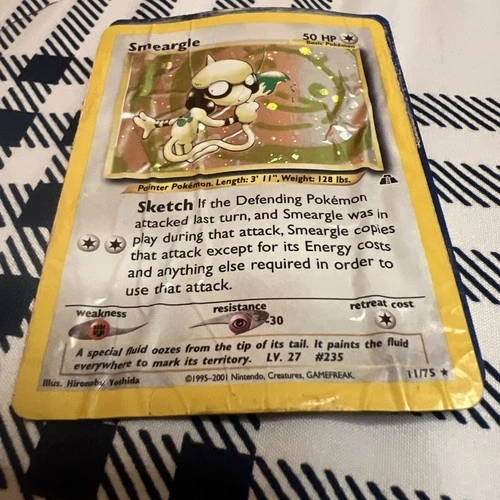 Smeargle
50 HP
Basic Pokémon
Painter Pokémon. Length: 3' 11", Weight: 128 lbs.
Sketch If the Defending Pokémon
attacked last turn, and Smeargle was in
play during that attack, Smeargle copies
that attack except for its Energy costs
and anything else required in order to
use that attack.
weakness
resistance
-30
retreat cost
A special fluid oozes from the tip of its tail. It paints the fluid
everywhere to mark its territory. LV. 27 #235
Illus. Hironobu Yoshida
©1995-2001 Nintendo, Creatures, GAMEFREAK.
11/75 ★